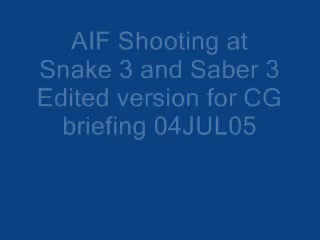 AIF Shooting at
Snake 3 and Saber 3
Edited version for CG
briefing 04JUL05